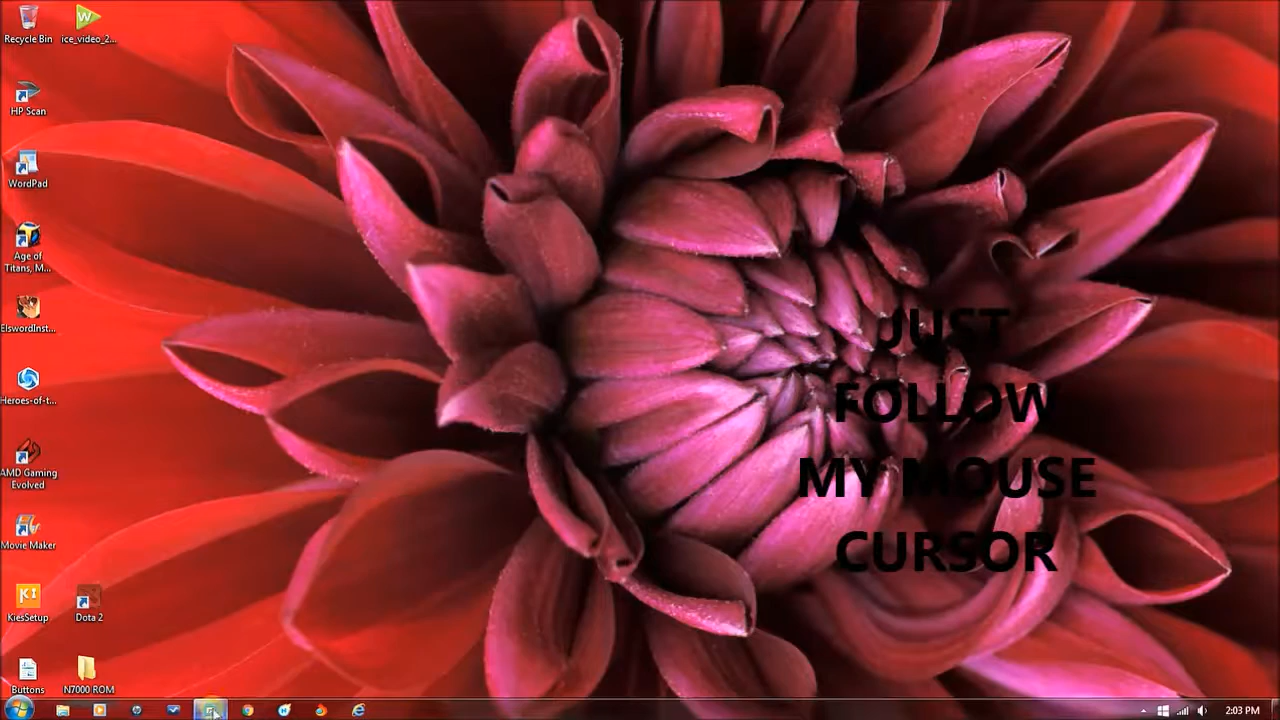 Recycle Bin
ice_video_2...
HP Scan
WordPad
Age of
Titans, M...
ElswordInst...
Heroes-of-t...
AMD Gaming
Evolved
Movie Maker
KiesSetup
Dota 2
Buttons
N7000 ROM
JUST
FOLLOW
MY MOUSE
CURSOR
2:03 PM